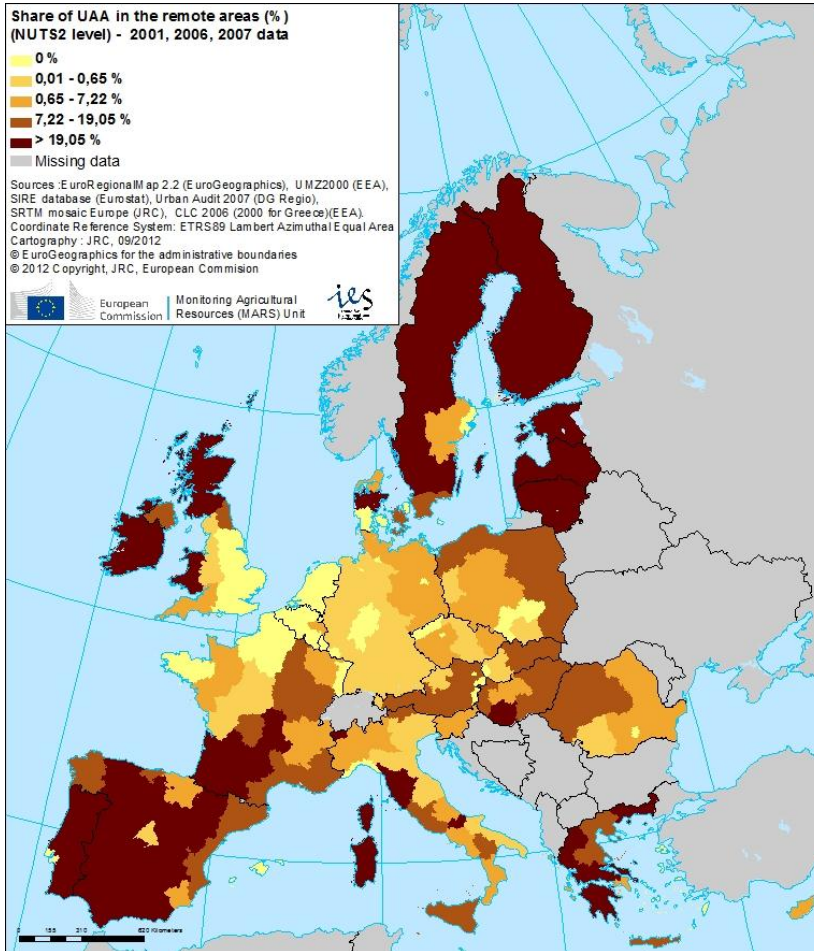 Share of UAA in the remote areas (%)
(NUTS2 level) - 2001, 2006, 2007 data
0 %
0,01 - 0,65 %
0,65 - 7,22 %
7,22 - 19,05 %
> 19,05 %
Missing data
Sources :EuroRegionalMap 2.2 (EuroGeographics), UMZ2000 (EEA),
SIRE database (Eurostat), Urban Audit 2007 (DG Regio),
SRTM mosaic Europe (JRC), CLC 2006 (2000 for Greece)(EEA).
Coordinate Reference System: ETRS89 Lambert Azimuthal Equal Area
Cartography : JRC, 09/2012
© EuroGeographics for the administrative boundaries
© 2012 Copyright, JRC, European Commision
European
Commission
Monitoring Agricultural
Resources (MARS) Unit
ies
0 155 310 620 Kilometers